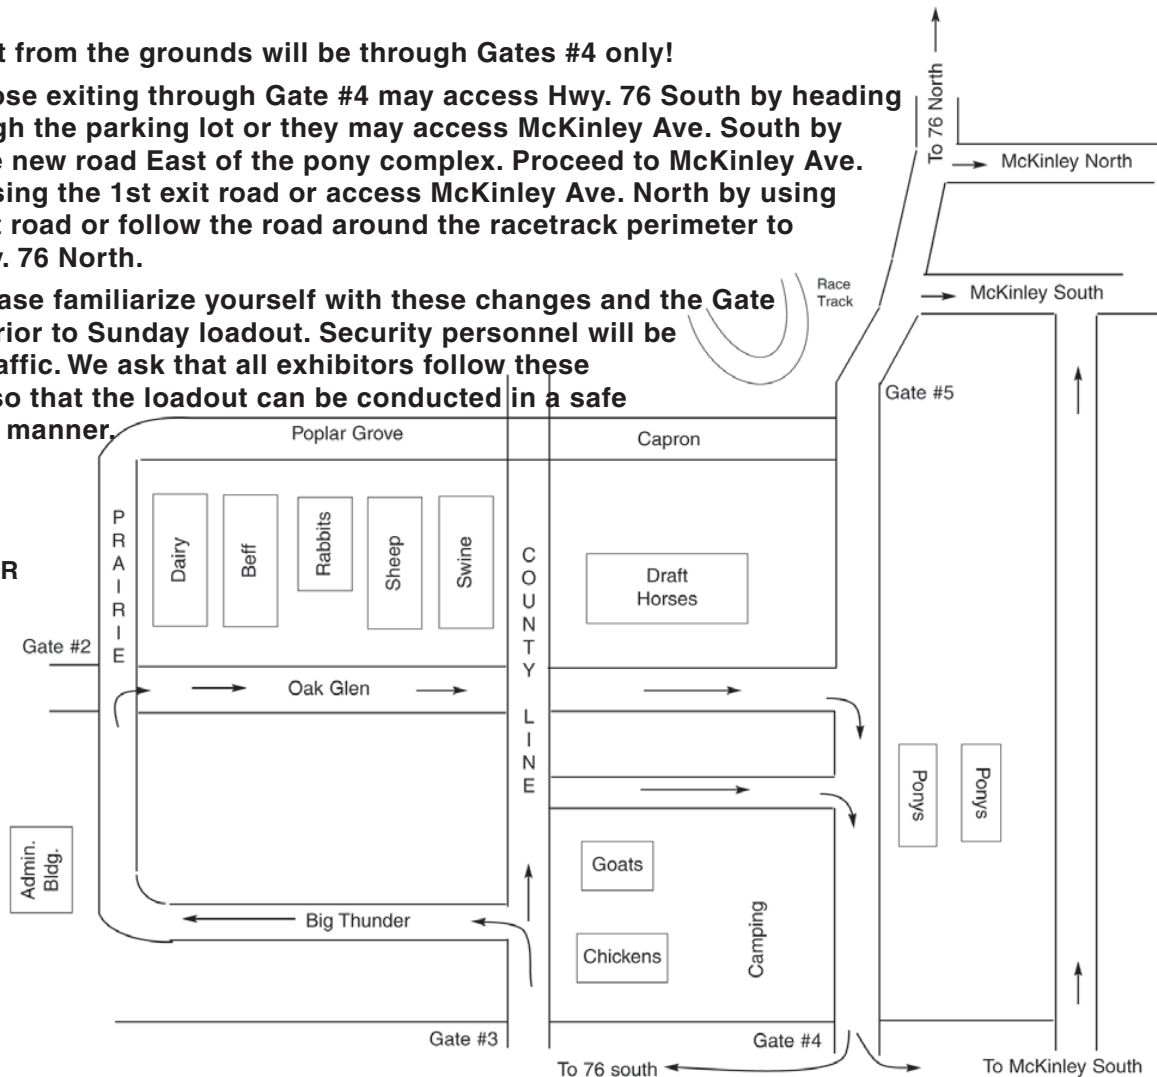 t from the grounds will be through Gates #4 only!
ose exiting through Gate #4 may access Hwy. 76 South by heading
gh the parking lot or they may access McKinley Ave. South by
e new road East of the pony complex. Proceed to McKinley Ave.
sing the 1st exit road or access McKinley Ave. North by using
t road or follow the road around the racetrack perimeter to
y. 76 North.
ase familiarize yourself with these changes and the Gate
rior to Sunday loadout. Security personnel will be
affic. We ask that all exhibitors follow these
so that the loadout can be conducted in a safe
manner.
To 76 North
McKinley North
McKinley South
Race
Track
Gate #5
Poplar Grove
Capron
PRAIRIE
Dairy
Beff
Rabbits
Sheep
Swine
COUNTY LINE
Draft
Horses
R
Gate #2
Oak Glen
Ponys
Ponys
Admin.
Bldg.
Goats
Big Thunder
Chickens
Camping
Gate #3
Gate #4
To 76 south
To McKinley South